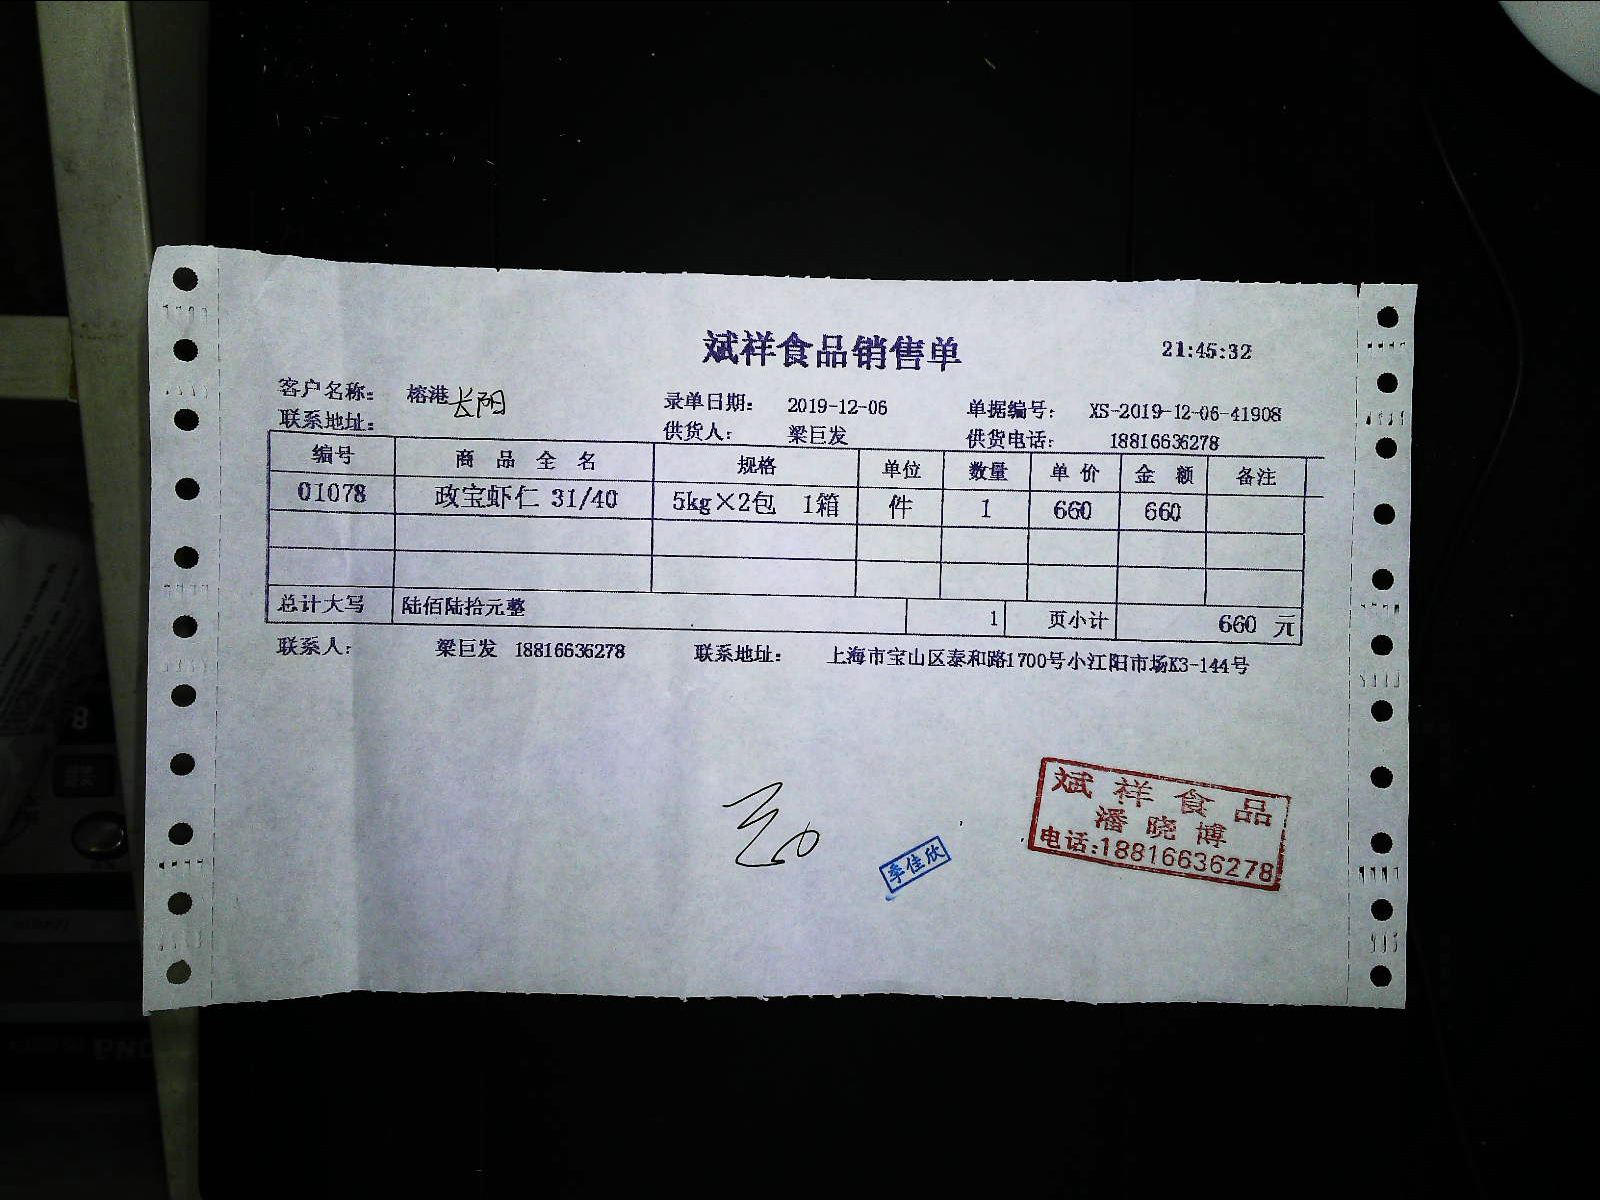 斌祥食品销售单 21:45:32
客户名称： 榕港 长阳 录单日期： 2019-12-06 单据编号： XS-2019-12-06-41908
联系地址： 供货人： 梁巨发 供货电话： 18816636278
编号 商品全名 规格 单位 数量 单价 金额 备注
01078 政宝虾仁 31/40 5kg×2包 1箱 件 1 660 660
总计大写 陆佰陆拾元整 1 页小计 660 元
联系人： 梁巨发 18816636278 联系地址： 上海市宝山区泰和路1700号小江阳市场K3-144号
斌祥食品
潘晓博
电话:18816636278
季佳欣